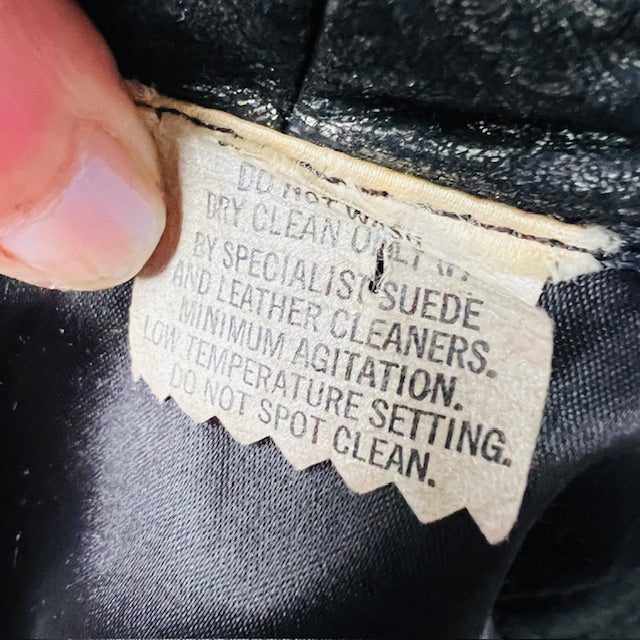 DO NOT WASH
DRY CLEAN ONLY
BY SPECIALIST SUEDE
AND LEATHER CLEANERS.
MINIMUM AGITATION.
LOW TEMPERATURE SETTING.
DO NOT SPOT CLEAN.